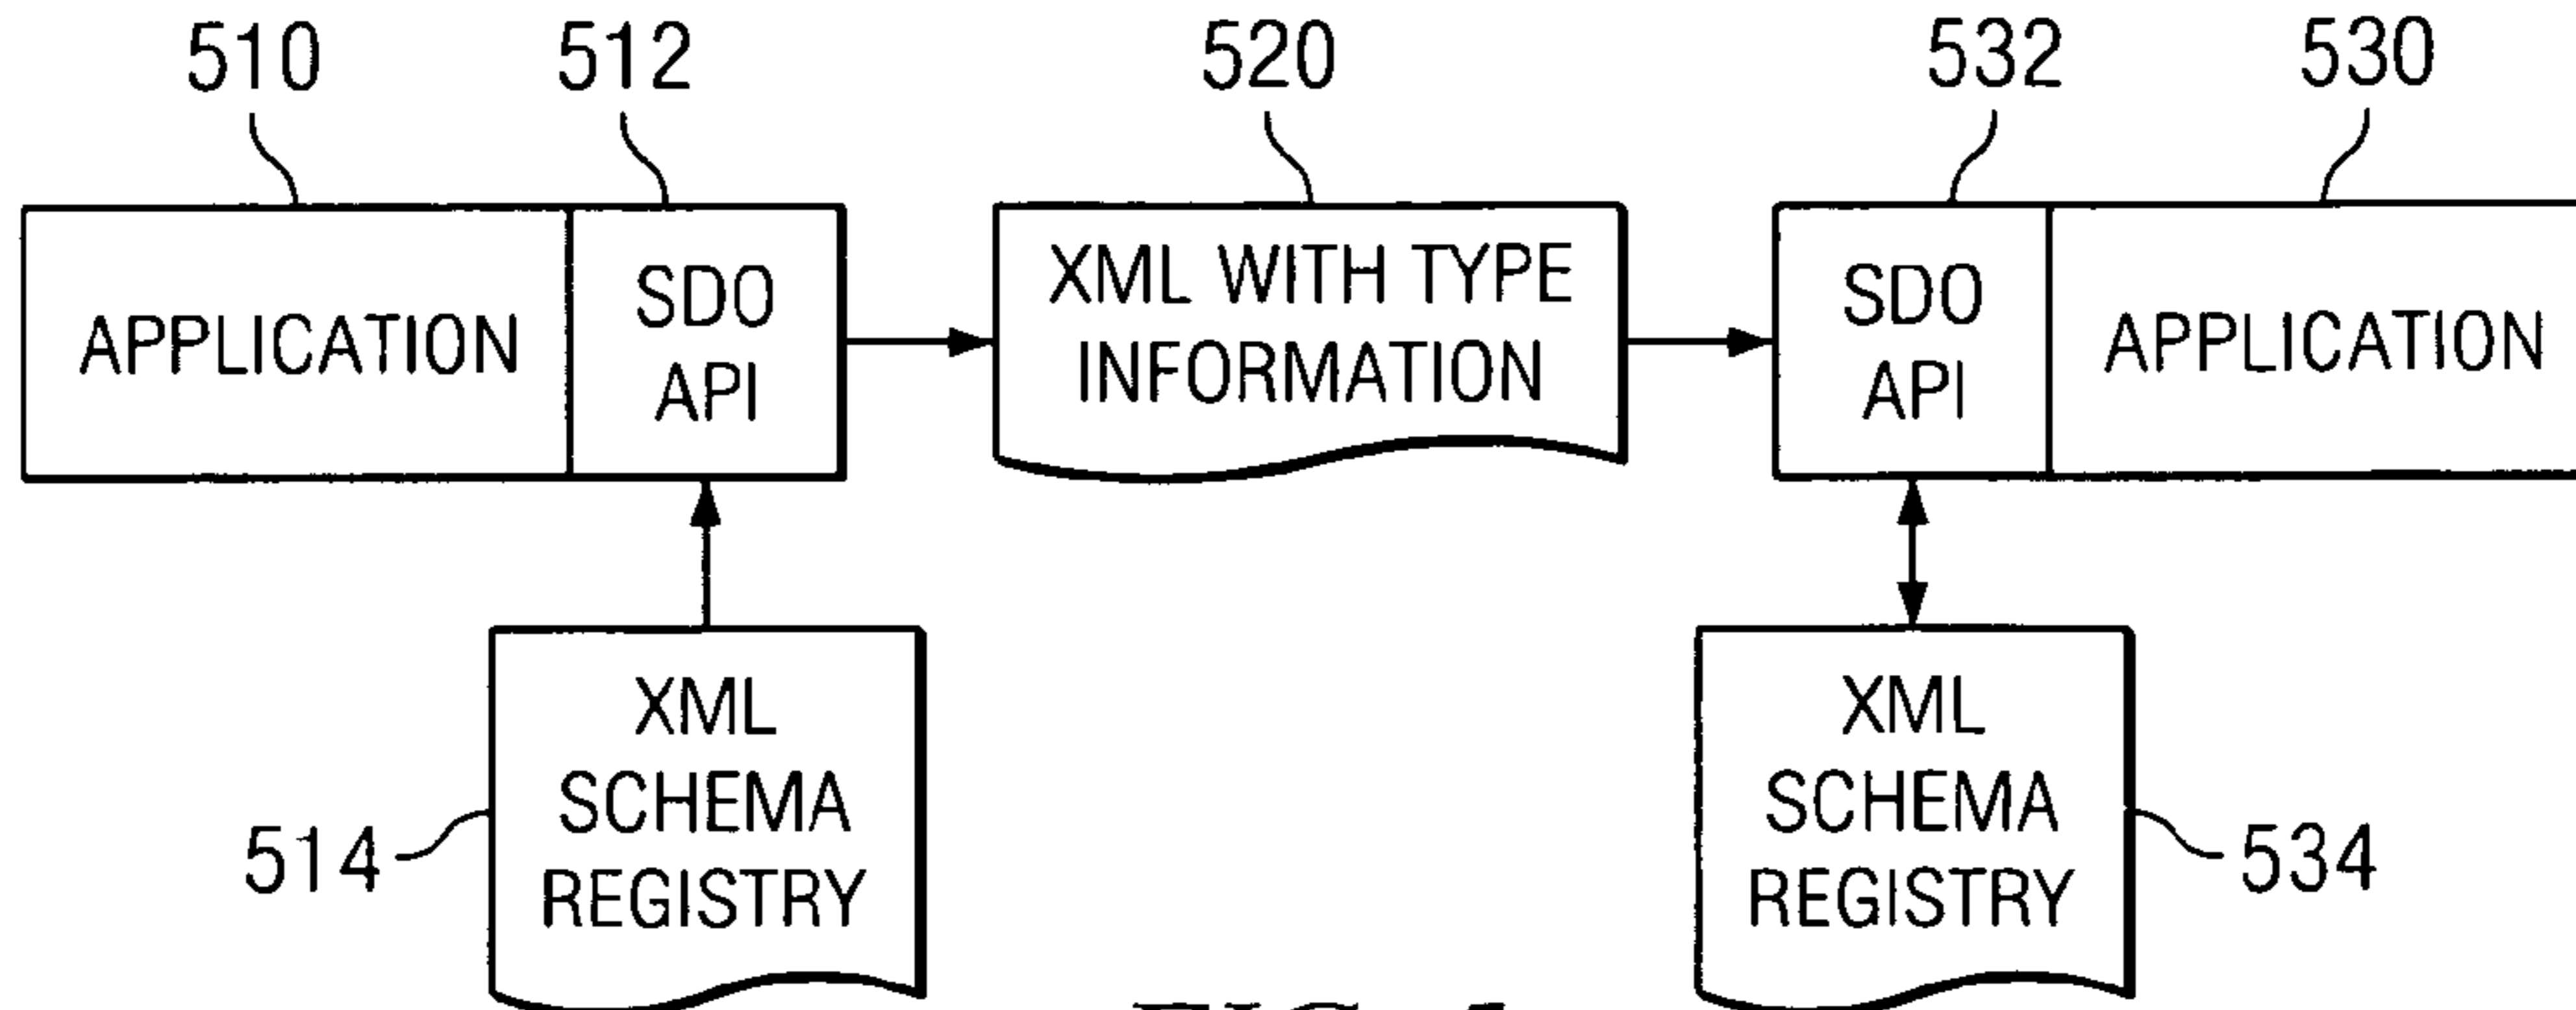 510
512
520
532
530
APPLICATION
SDO
API
XML WITH TYPE
INFORMATION
SDO
API
APPLICATION
XML
SCHEMA
REGISTRY
514
XML
SCHEMA
REGISTRY
534